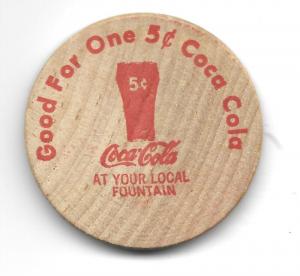 Good For One 5¢ Coca Cola
5¢
Coca-Cola
AT YOUR LOCAL
FOUNTAIN